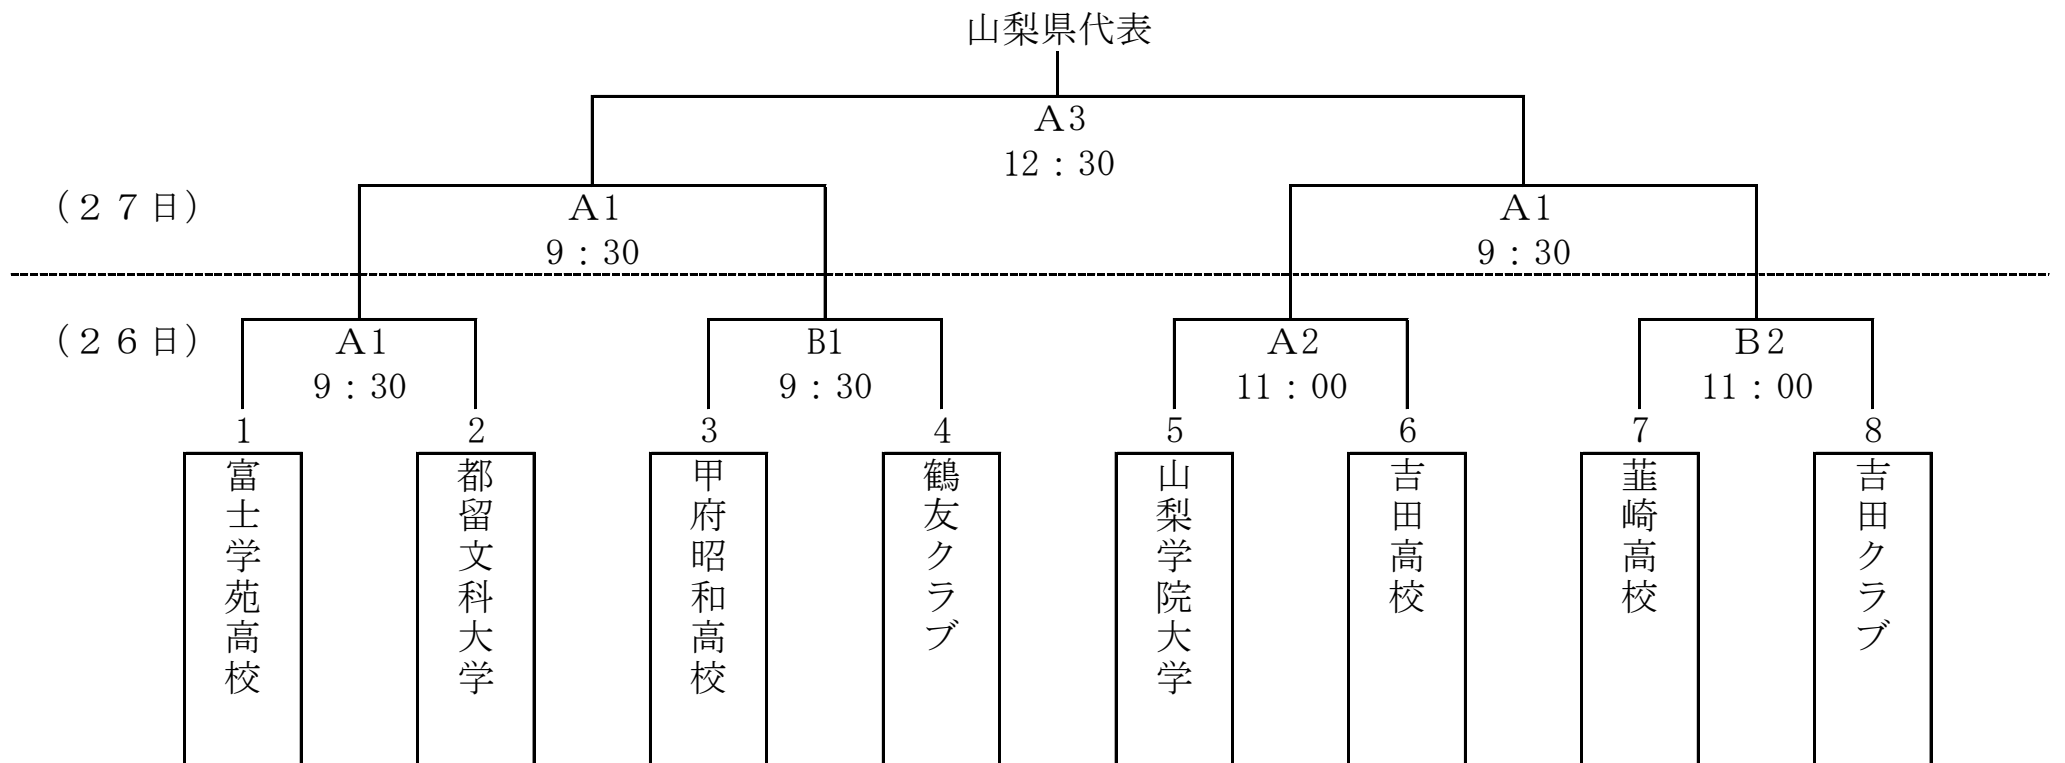 山梨県代表
A3
12：30
（２７日）
A1
9：30
A1
9：30
（２６日）
A1
9：30
B1
9：30
A2
11：00
B2
11：00
1
2
3
4
5
6
7
8
富士学苑高校
都留文科大学
甲府昭和高校
鶴友クラブ
山梨学院大学
吉田高校
韮崎高校
吉田クラブ